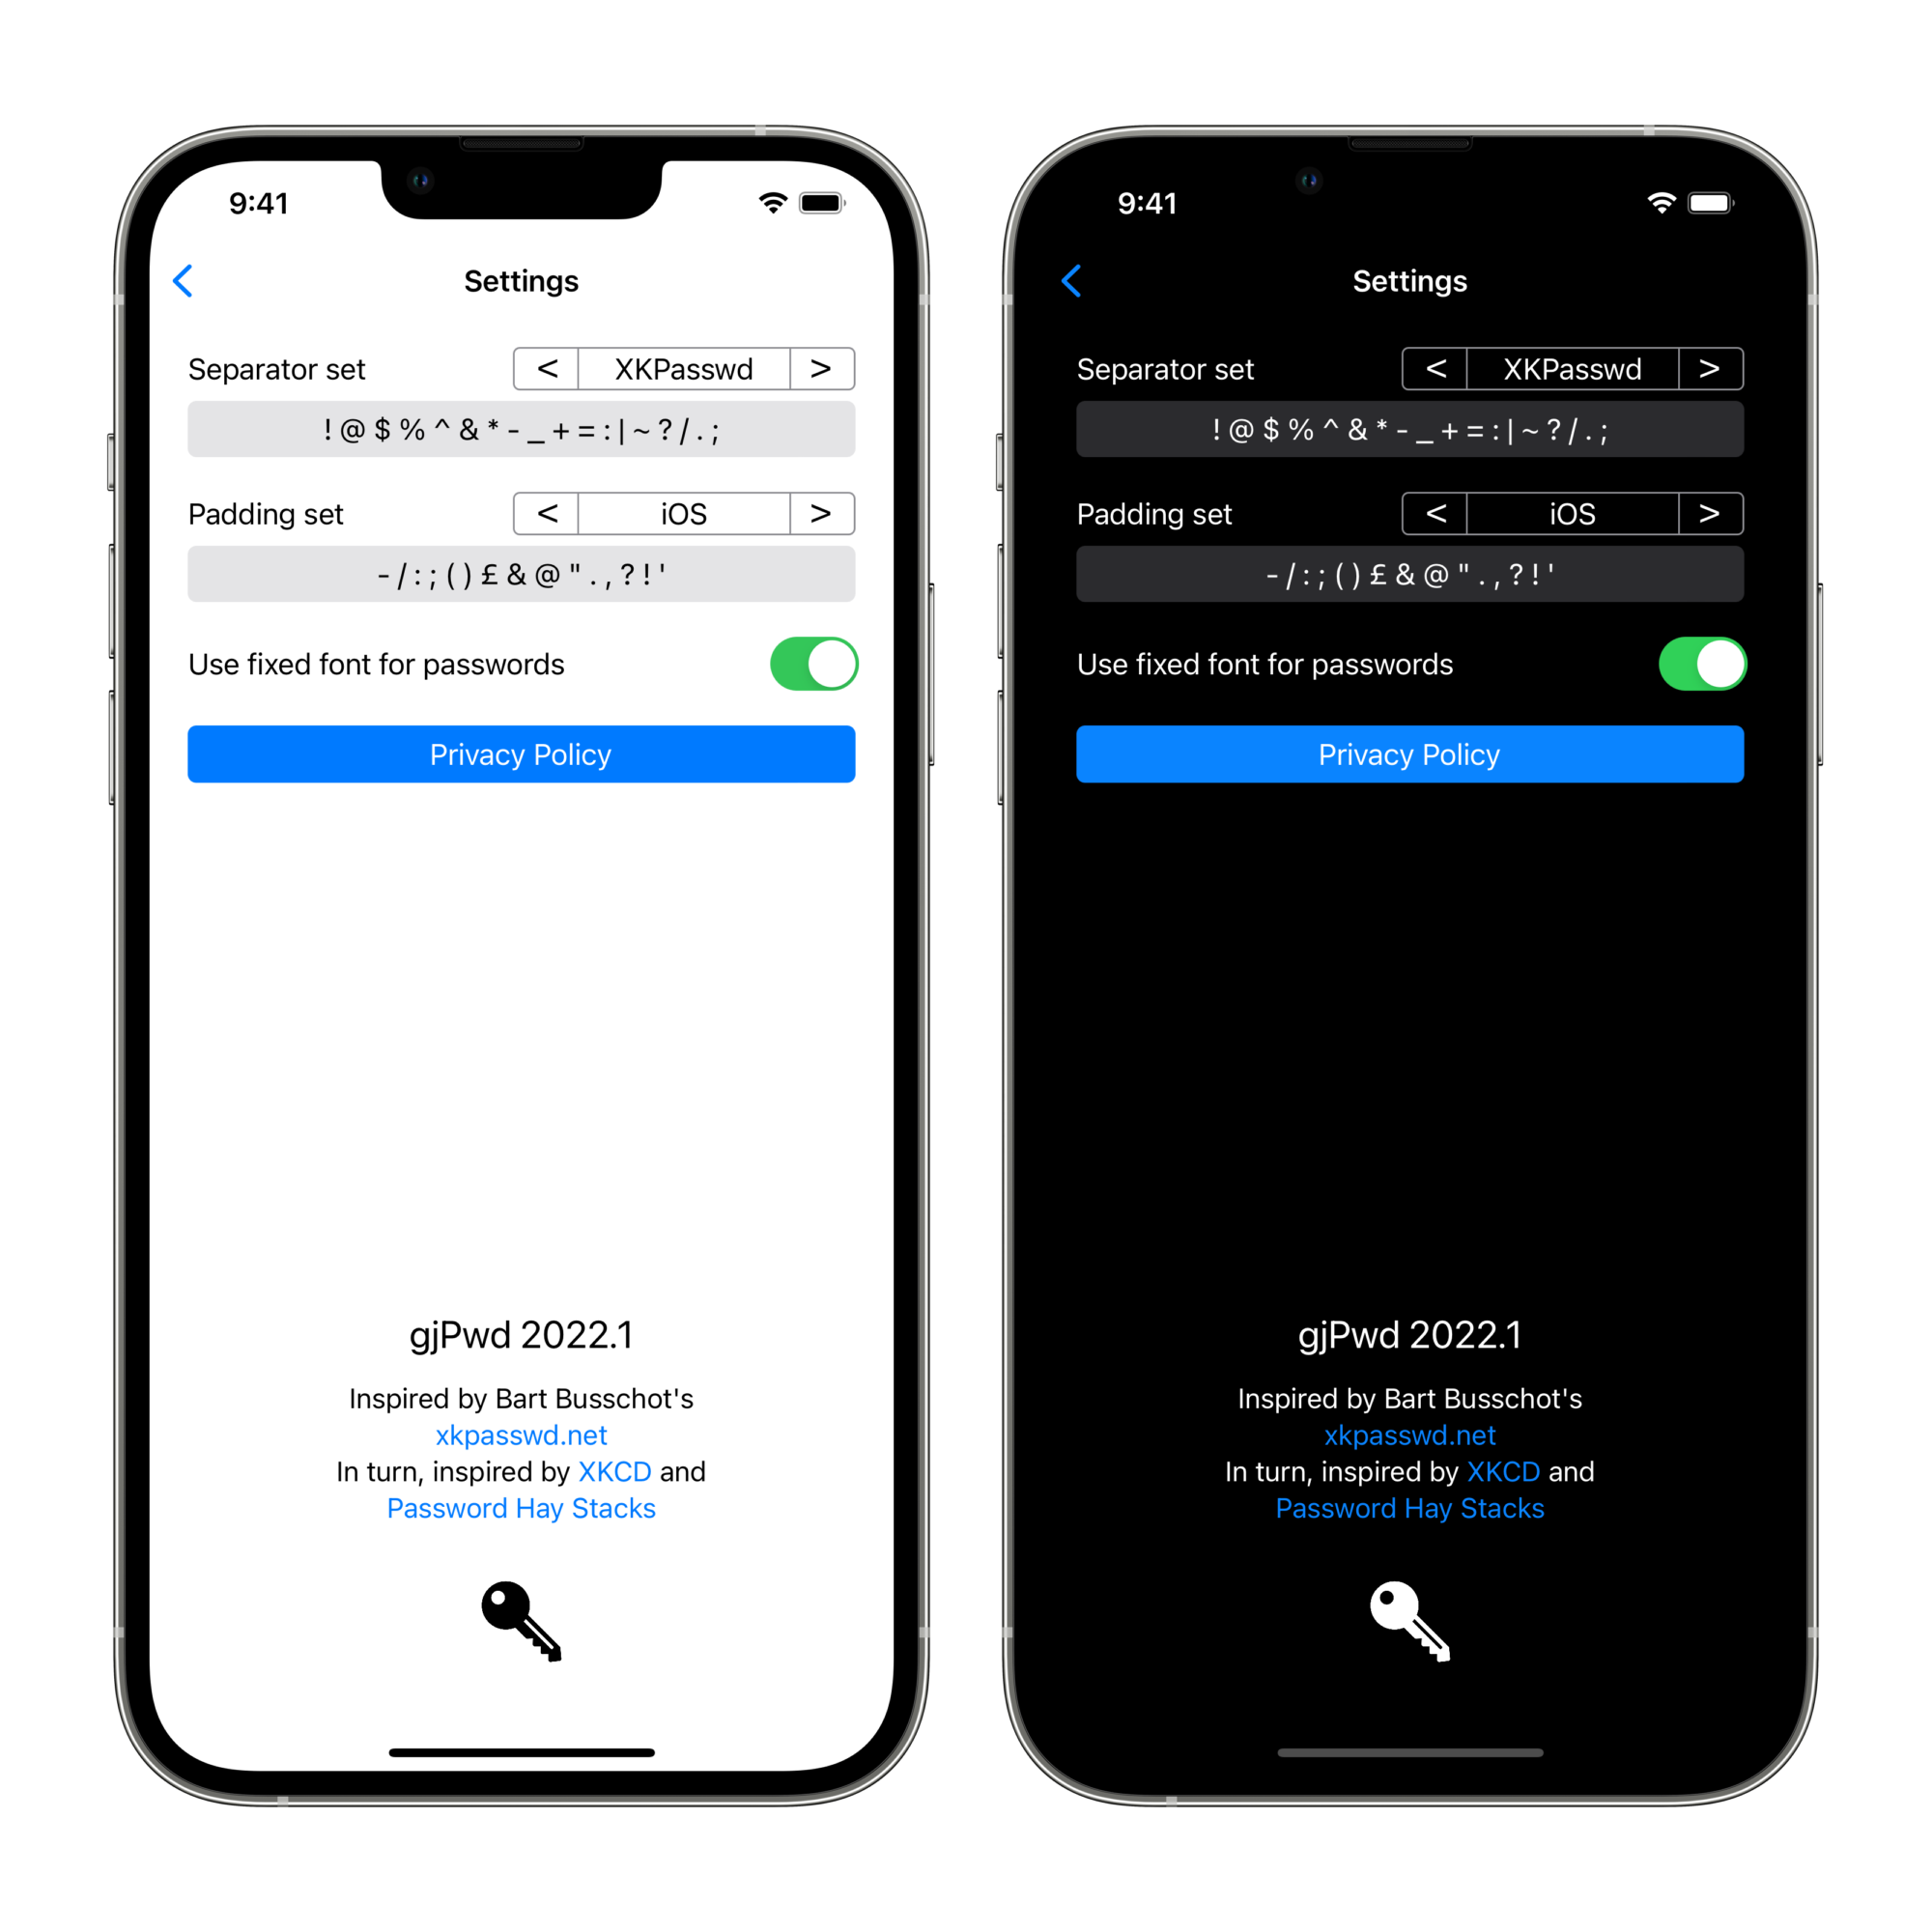 9:41
Settings
Separator set < XKPasswd >
! @ $ % ^ & * - _ + = : | ~ ? / . ;
Padding set < iOS >
- / : ; ( ) £ & @ " . , ? ! '
Use fixed font for passwords
Privacy Policy
gjPwd 2022.1
Inspired by Bart Busschot's
xkpasswd.net
In turn, inspired by XKCD and
Password Hay Stacks
9:41
Settings
Separator set < XKPasswd >
! @ $ % ^ & * - _ + = : | ~ ? / . ;
Padding set < iOS >
- / : ; ( ) £ & @ " . , ? ! '
Use fixed font for passwords
Privacy Policy
gjPwd 2022.1
Inspired by Bart Busschot's
xkpasswd.net
In turn, inspired by XKCD and
Password Hay Stacks